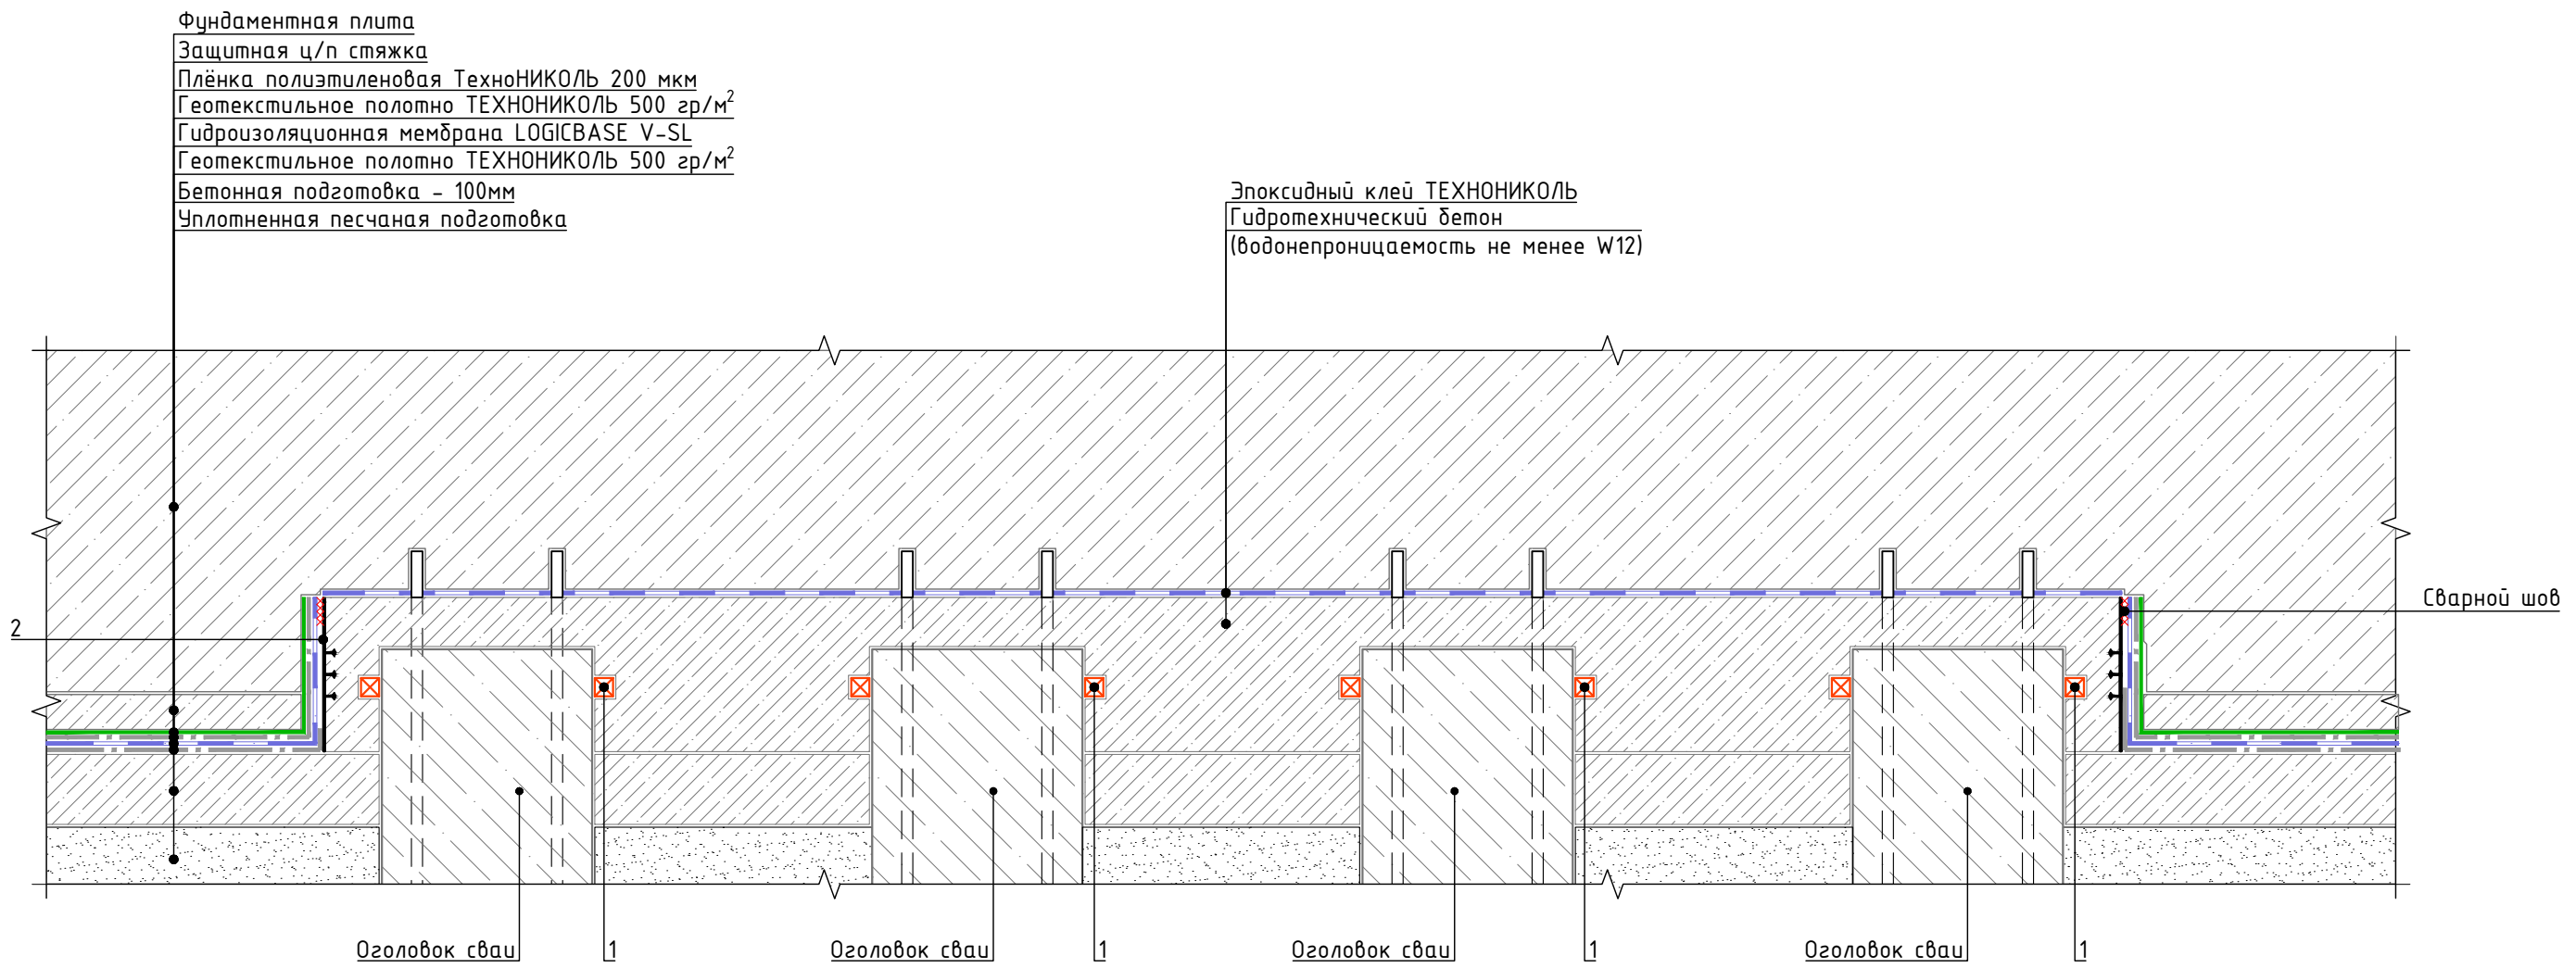 Фундаментная плита
Защитная ц/п стяжка
Плёнка полиэтиленовая ТехноНИКОЛЬ 200 мкм
Геотекстильное полотно ТЕХНОНИКОЛЬ 500 гр/м²
Гидроизоляционная мембрана LOGICBASE V-SL
Геотекстильное полотно ТЕХНОНИКОЛЬ 500 гр/м²
Бетонная подготовка - 100мм
Уплотненная песчаная подготовка
Эпоксидный клей ТЕХНОНИКОЛЬ
Гидротехнический бетон
(водонепроницаемость не менее W12)
Сварной шов
2
Оголовок сваи
1
Оголовок сваи
1
Оголовок сваи
1
Оголовок сваи
1